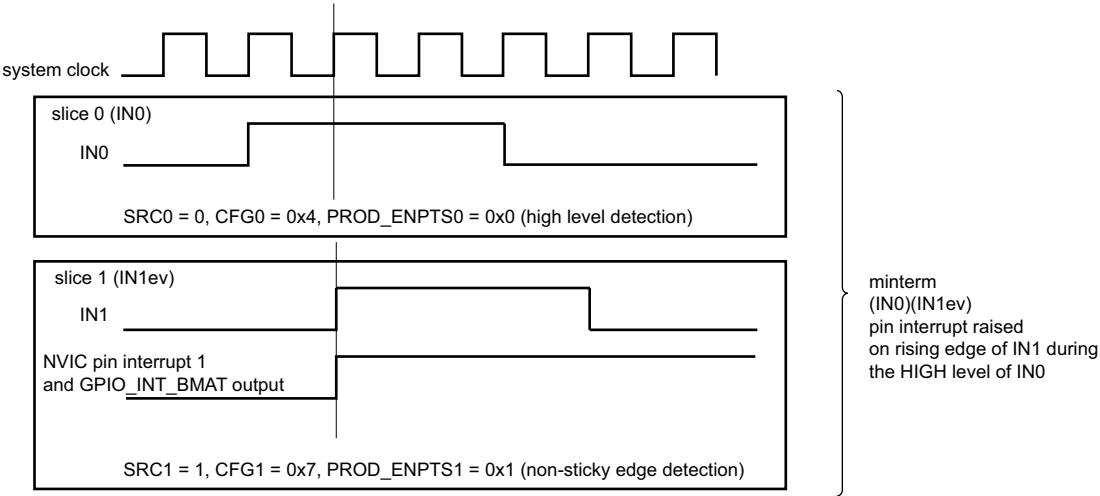 system clock
slice 0 (IN0)
IN0
SRC0 = 0, CFG0 = 0x4, PROD_ENPTS0 = 0x0 (high level detection)
slice 1 (IN1ev)
IN1
NVIC pin interrupt 1
and GPIO_INT_BMAT output
SRC1 = 1, CFG1 = 0x7, PROD_ENPTS1 = 0x1 (non-sticky edge detection)
minterm
(IN0)(IN1ev)
pin interrupt raised
on rising edge of IN1 during
the HIGH level of IN0